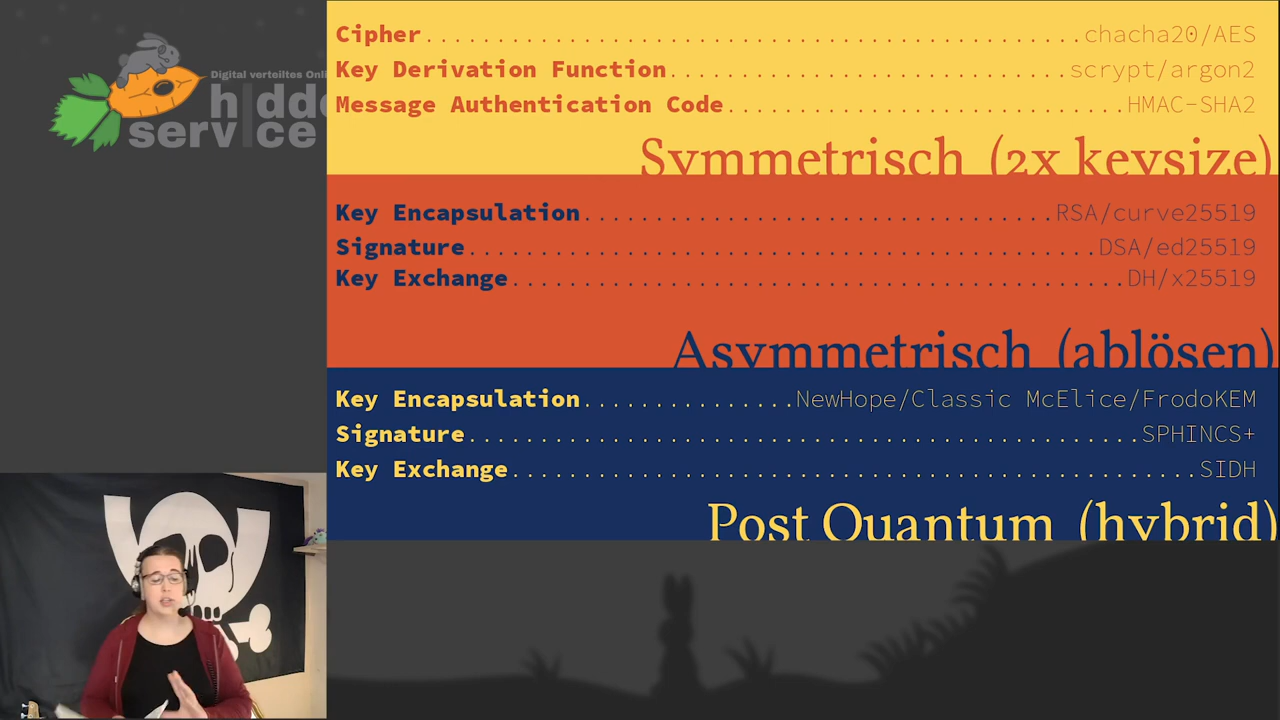 Digital verteiltes Onli
hidde
service
Cipher..............................................chacha20/AES
Key Derivation Function............................scrypt/argon2
Message Authentication Code............................HMAC-SHA2
Symmetrisch (2x keysize)
Key Encapsulation.................................RSA/curve25519
Signature............................................DSA/ed25519
Key Exchange...........................................DH/x25519
Asymmetrisch (ablösen)
Key Encapsulation...............NewHope/Classic McElice/FrodoKEM
Signature...............................................SPHINCS+
Key Exchange................................................SIDH
Post Quantum (hybrid)